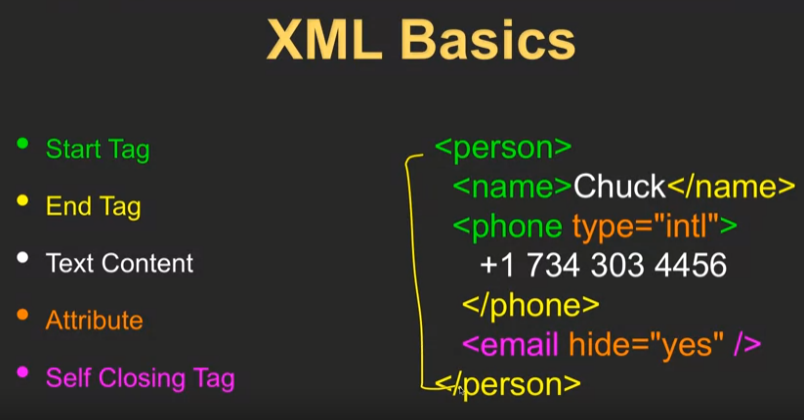 XML Basics
Start Tag
End Tag
Text Content
Attribute
Self Closing Tag
<person>
<name>Chuck</name>
<phone type="intl">
+1 734 303 4456
</phone>
<email hide="yes" />
</person>